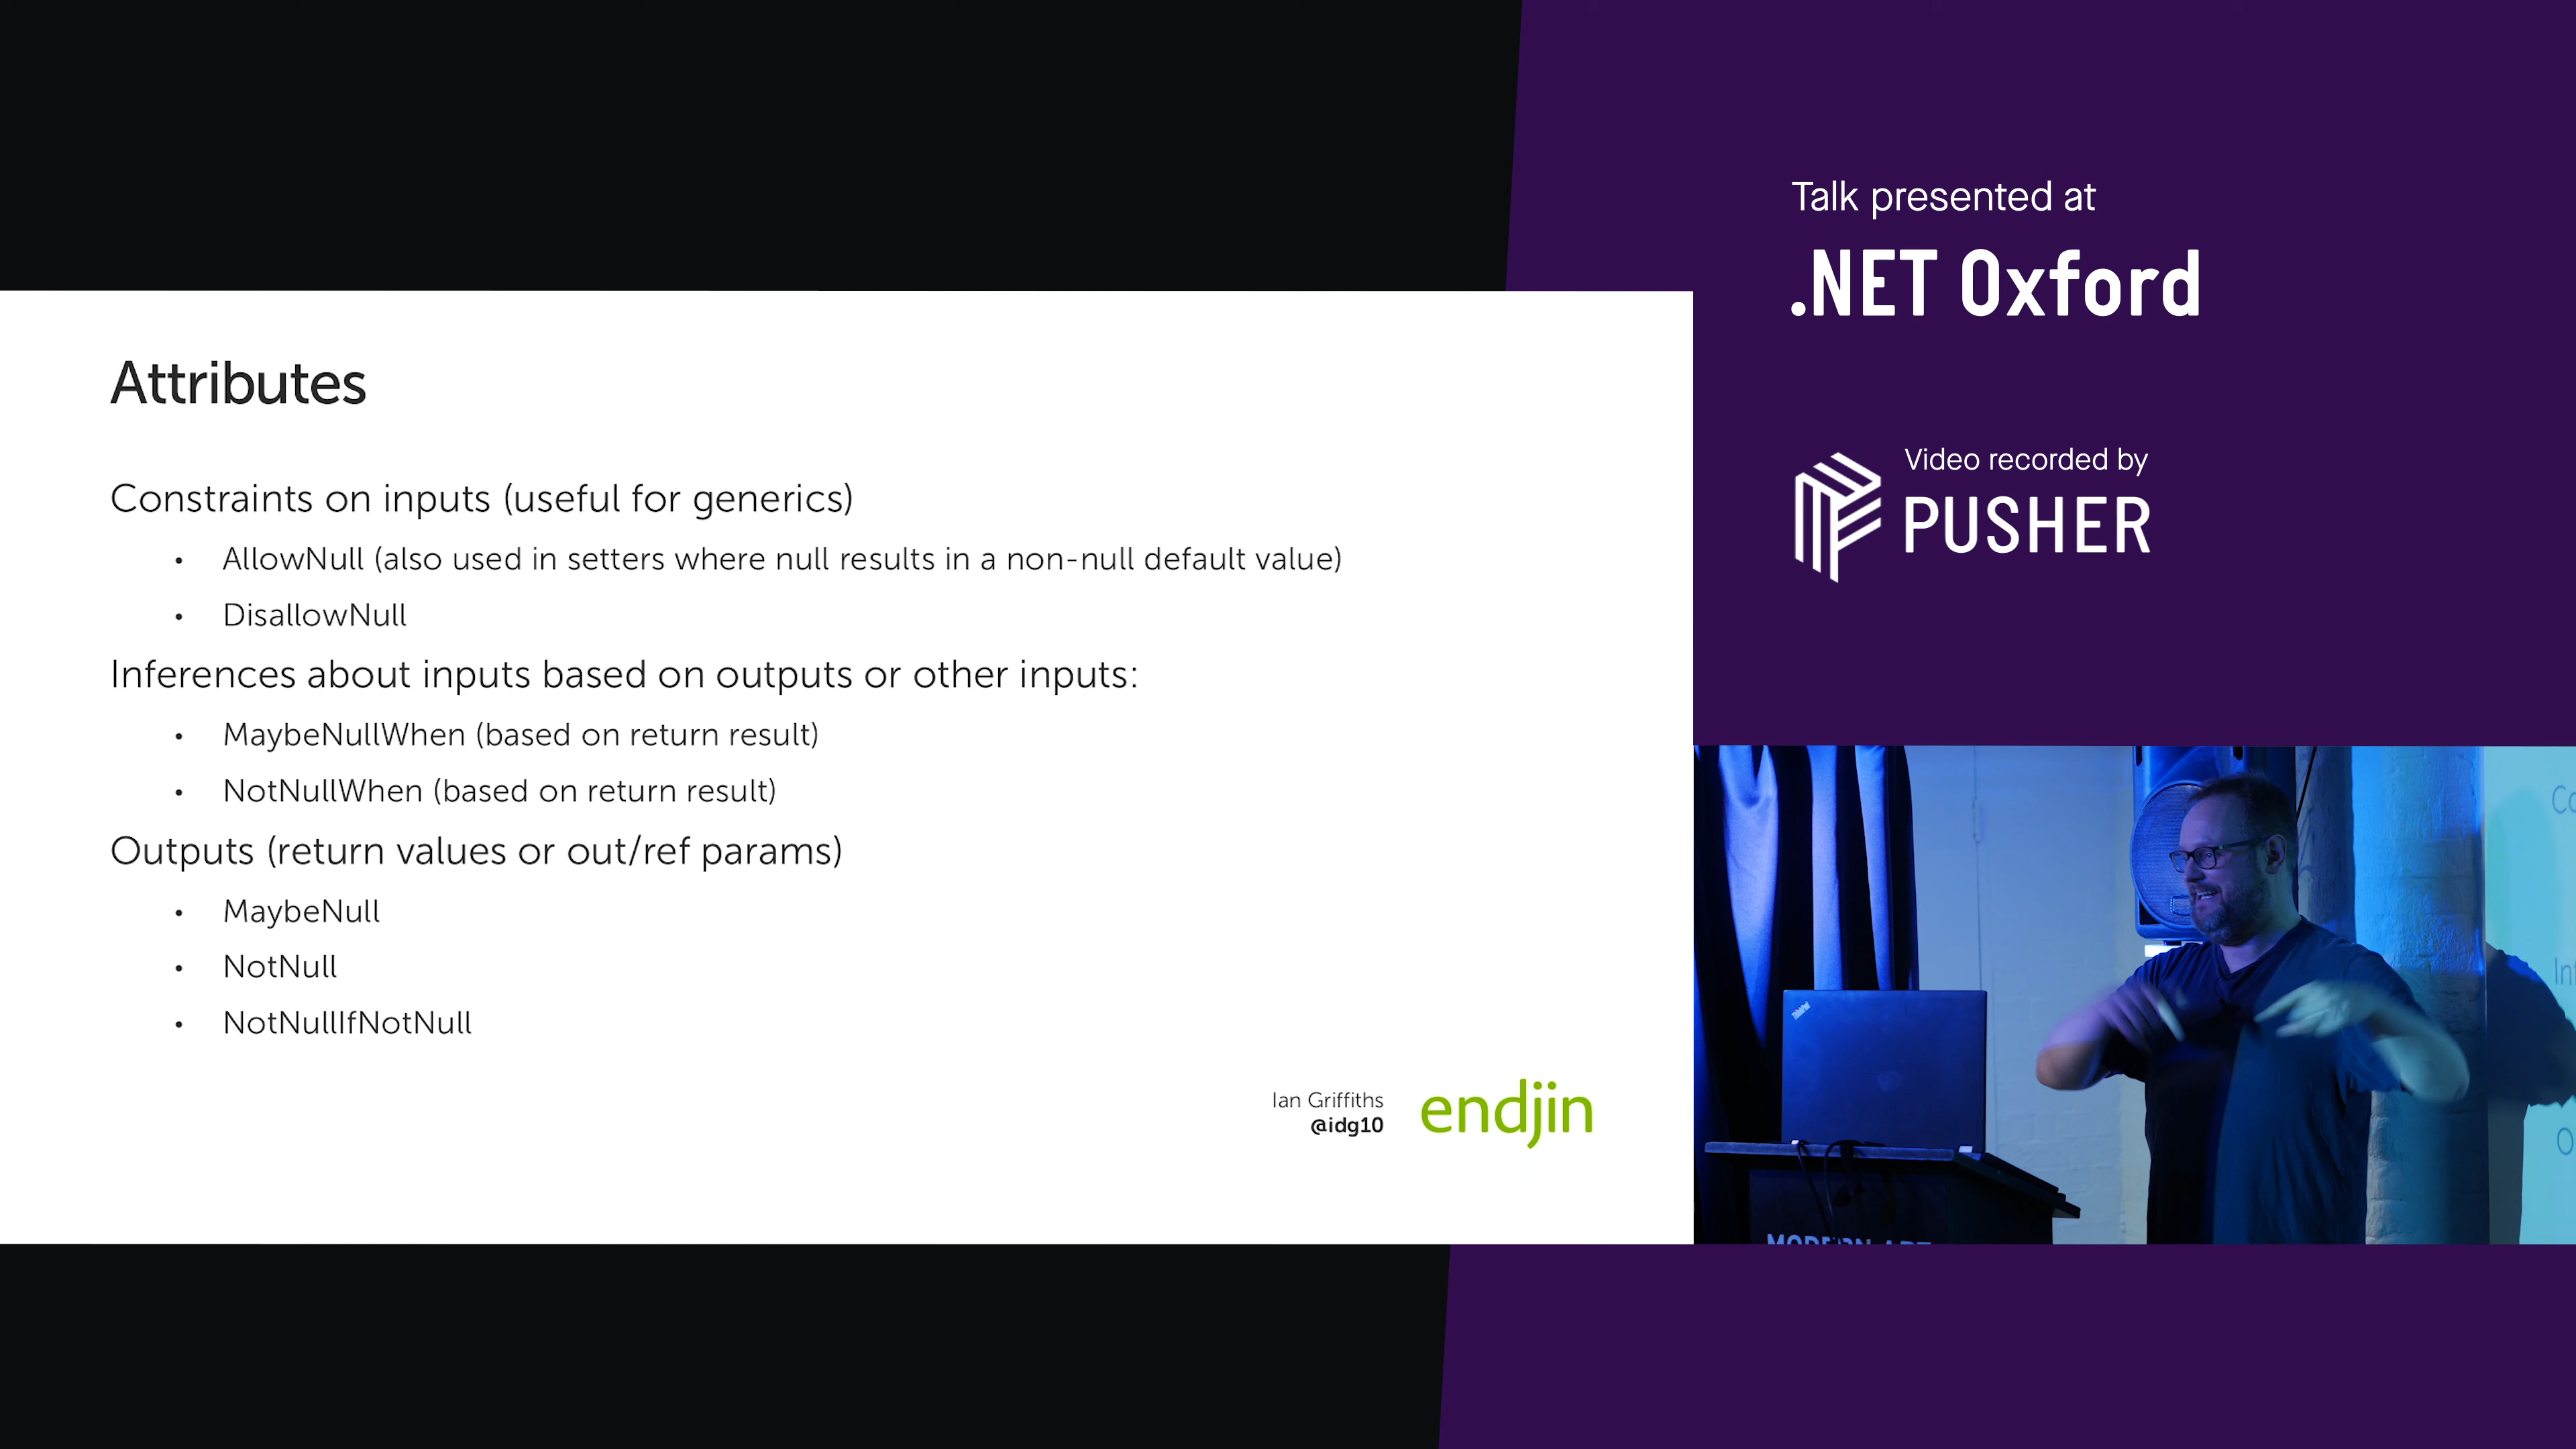 Attributes
Constraints on inputs (useful for generics)
• AllowNull (also used in setters where null results in a non-null default value)
• DisallowNull
Inferences about inputs based on outputs or other inputs:
• MaybeNullWhen (based on return result)
• NotNullWhen (based on return result)
Outputs (return values or out/ref params)
• MaybeNull
• NotNull
• NotNullIfNotNull
Ian Griffiths
@idg10
endjin
Talk presented at
.NET Oxford
Video recorded by
PUSHER
ThinkPad